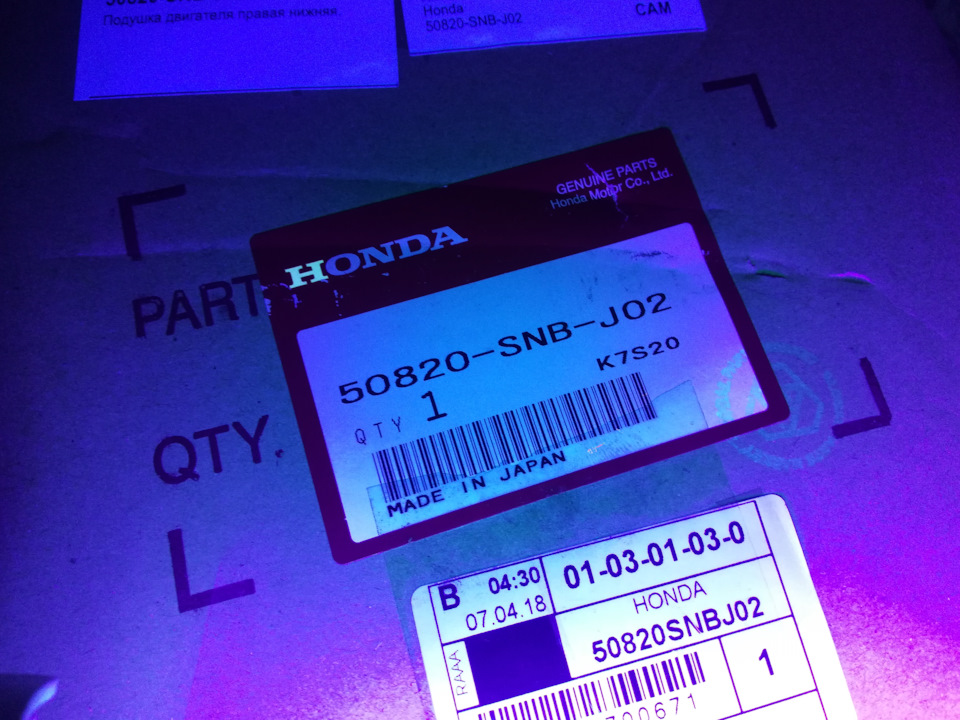 Подушка двигателя правая нижняя.
Honda
50820-SNB-J02
CAM
GENUINE PARTS
Honda Motor Co., Ltd.
HONDA
PART
50820-SNB-J02
K7S20
QTY 1
QTY.
MADE IN JAPAN
B 04:30
07.04.18
01-03-01-03-0
HONDA
50820SNBJ02
RAAA
1